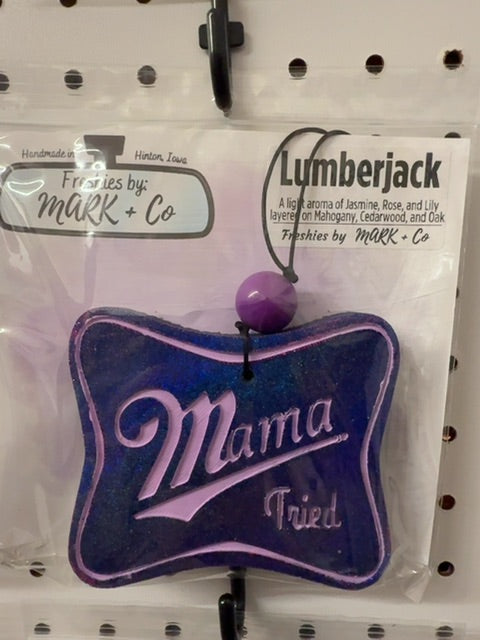 Handmade in Hinton, Iowa
Freshies by:
MARK + Co
Lumberjack
A light aroma of Jasmine, Rose, and Lily
layered on Mahogany, Cedarwood, and Oak
Freshies by MARK + Co
Mama
Tried